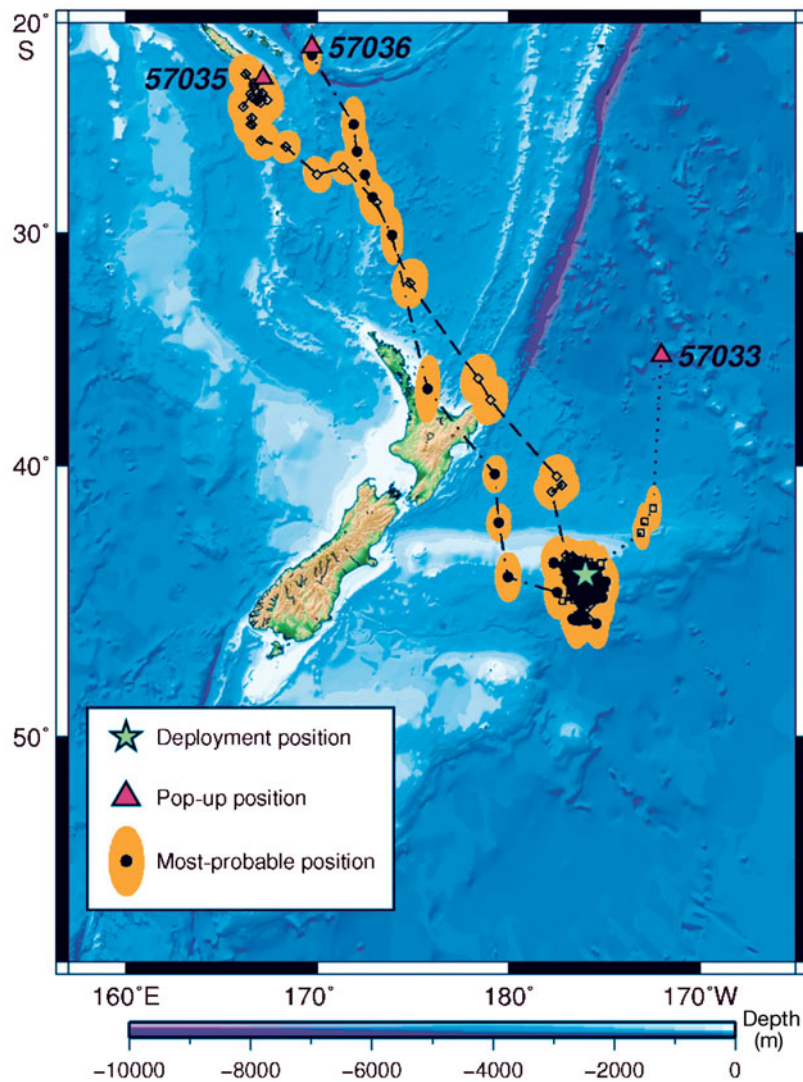 20°
S
57036
57035
30°
57033
40°
50°
Deployment position
Pop-up position
Most-probable position
160°E
170°
180°
170°W
Depth
(m)
−10000
−8000
−6000
−4000
−2000
0